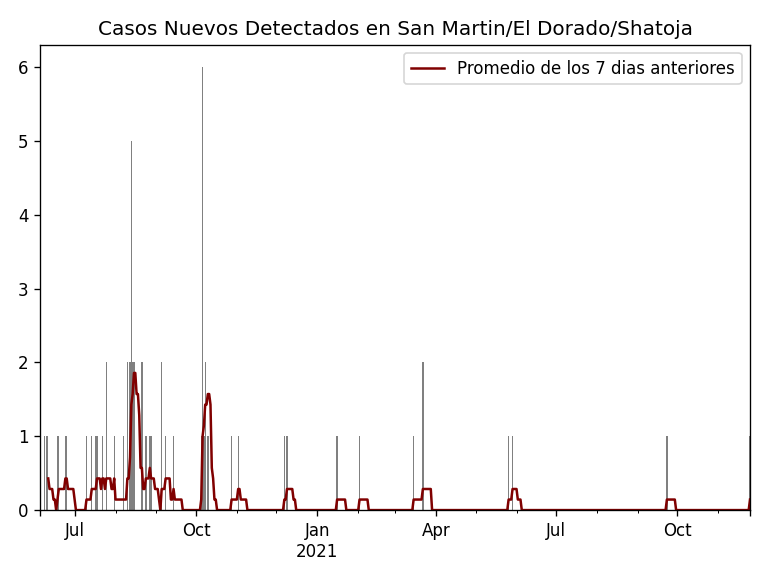 Casos Nuevos Detectados en San Martin/El Dorado/Shatoja
Promedio de los 7 dias anteriores
6
5
4
3
2
1
0
Jul
Oct
Jan
2021
Apr
Jul
Oct